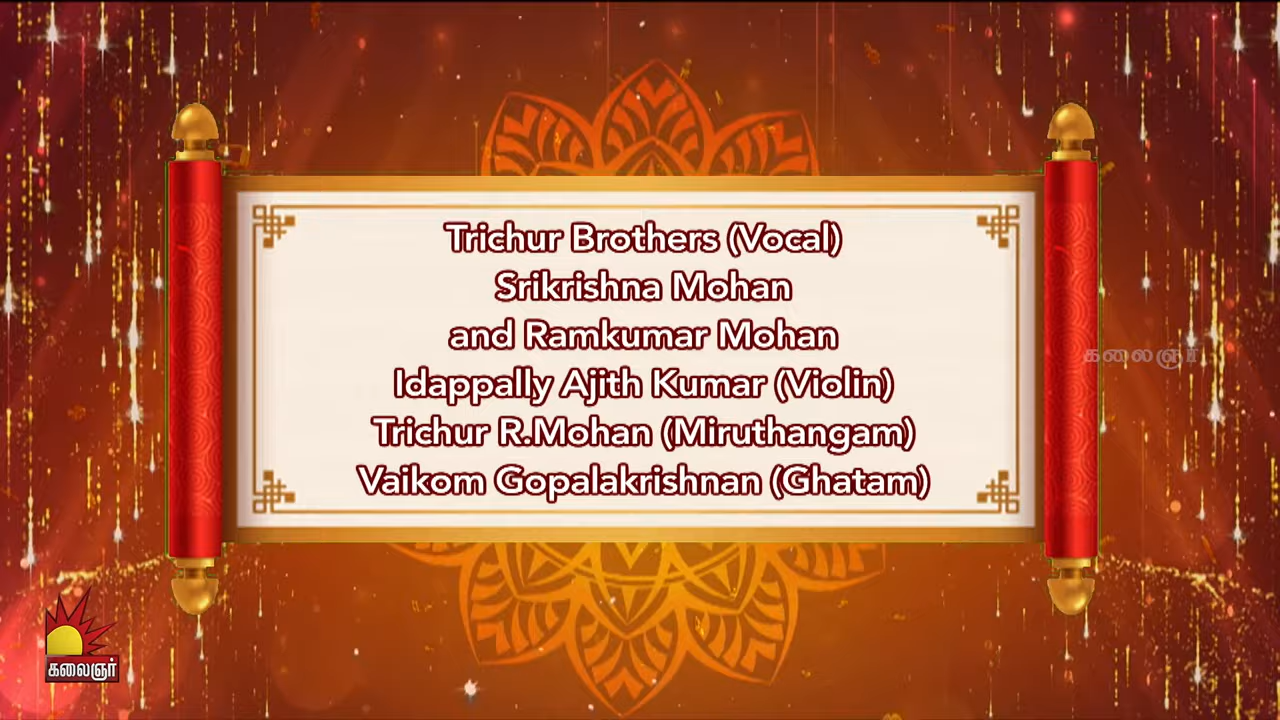 Trichur Brothers (Vocal)
Srikrishna Mohan
and Ramkumar Mohan
Idappally Ajith Kumar (Violin)
Trichur R.Mohan (Miruthangam)
Vaikom Gopalakrishnan (Ghatam)
கலைஞர்
கலைஞர்